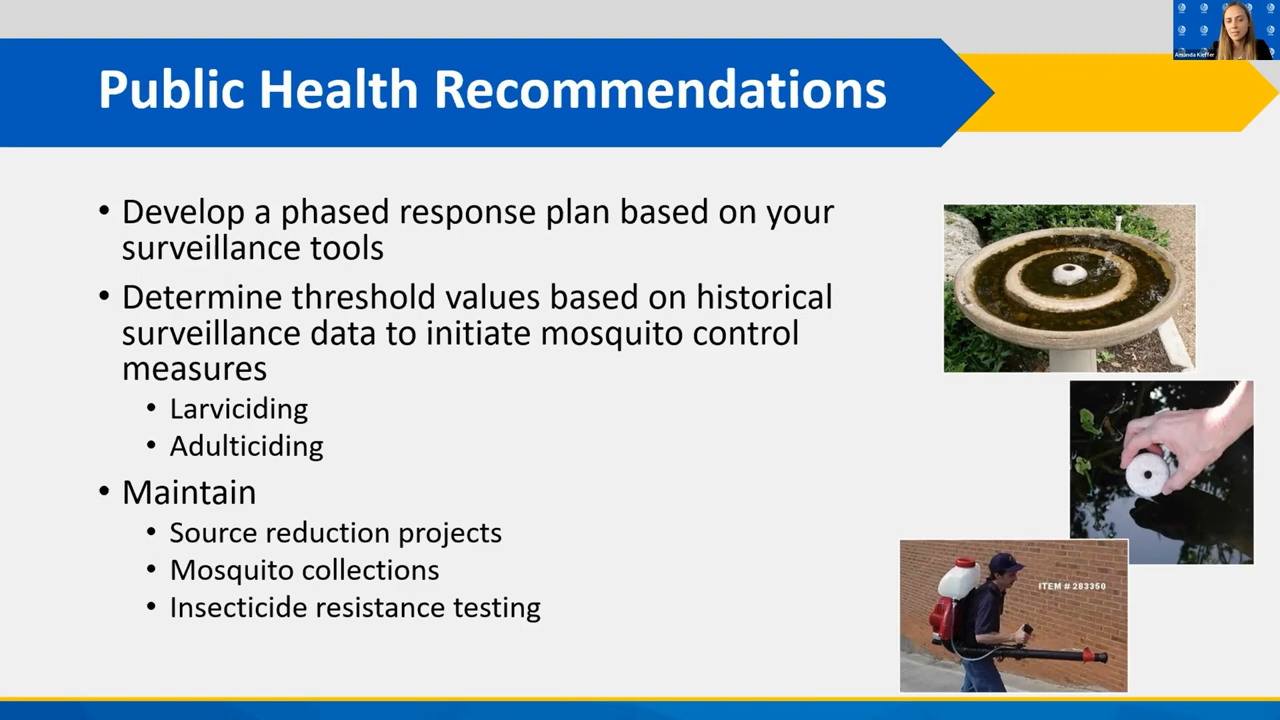 Amanda Kieffer
Public Health Recommendations
• Develop a phased response plan based on your
surveillance tools
• Determine threshold values based on historical
surveillance data to initiate mosquito control
measures
• Larviciding
• Adulticiding
• Maintain
• Source reduction projects
• Mosquito collections
• Insecticide resistance testing
ITEM # 283350